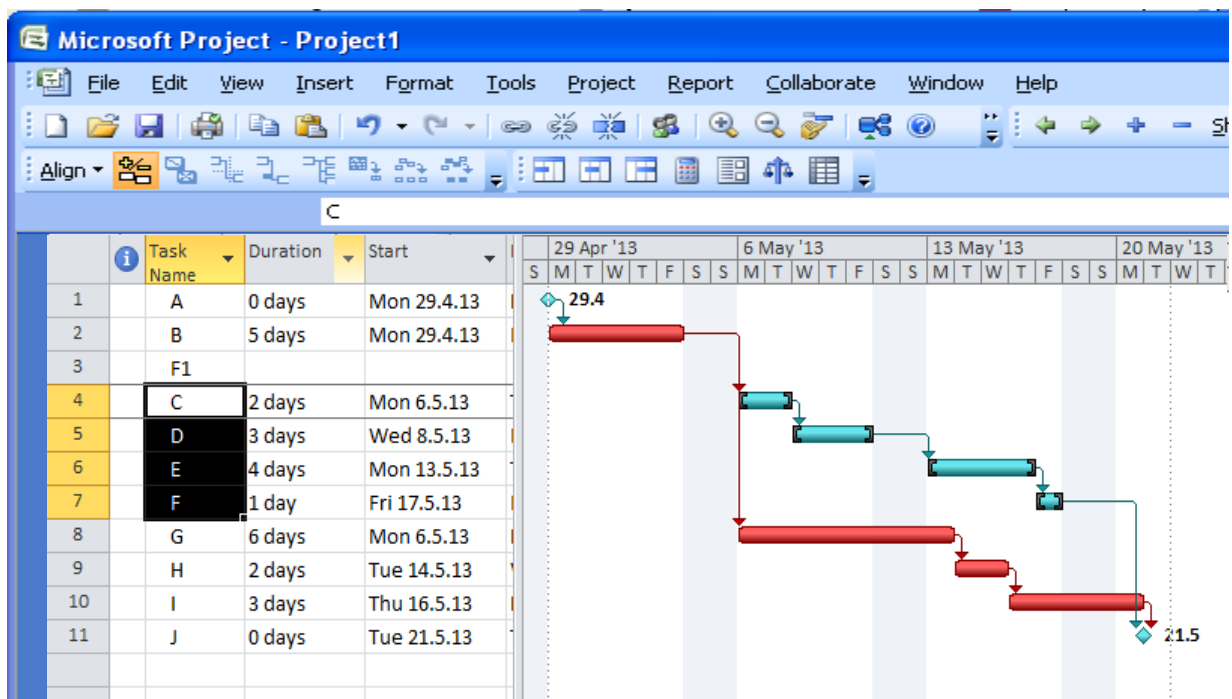 Microsoft Project - Project1
File Edit View Insert Format Tools Project Report Collaborate Window Help
Align
C
Task Name Duration Start 29 Apr '13 6 May '13 13 May '13 20 May '13
S M T W T F S S M T W T F S S M T W T F S S M T W T
1 A 0 days Mon 29.4.13 29.4
2 B 5 days Mon 29.4.13
3 F1
4 C 2 days Mon 6.5.13
5 D 3 days Wed 8.5.13
6 E 4 days Mon 13.5.13
7 F 1 day Fri 17.5.13
8 G 6 days Mon 6.5.13
9 H 2 days Tue 14.5.13
10 I 3 days Thu 16.5.13
11 J 0 days Tue 21.5.13 21.5